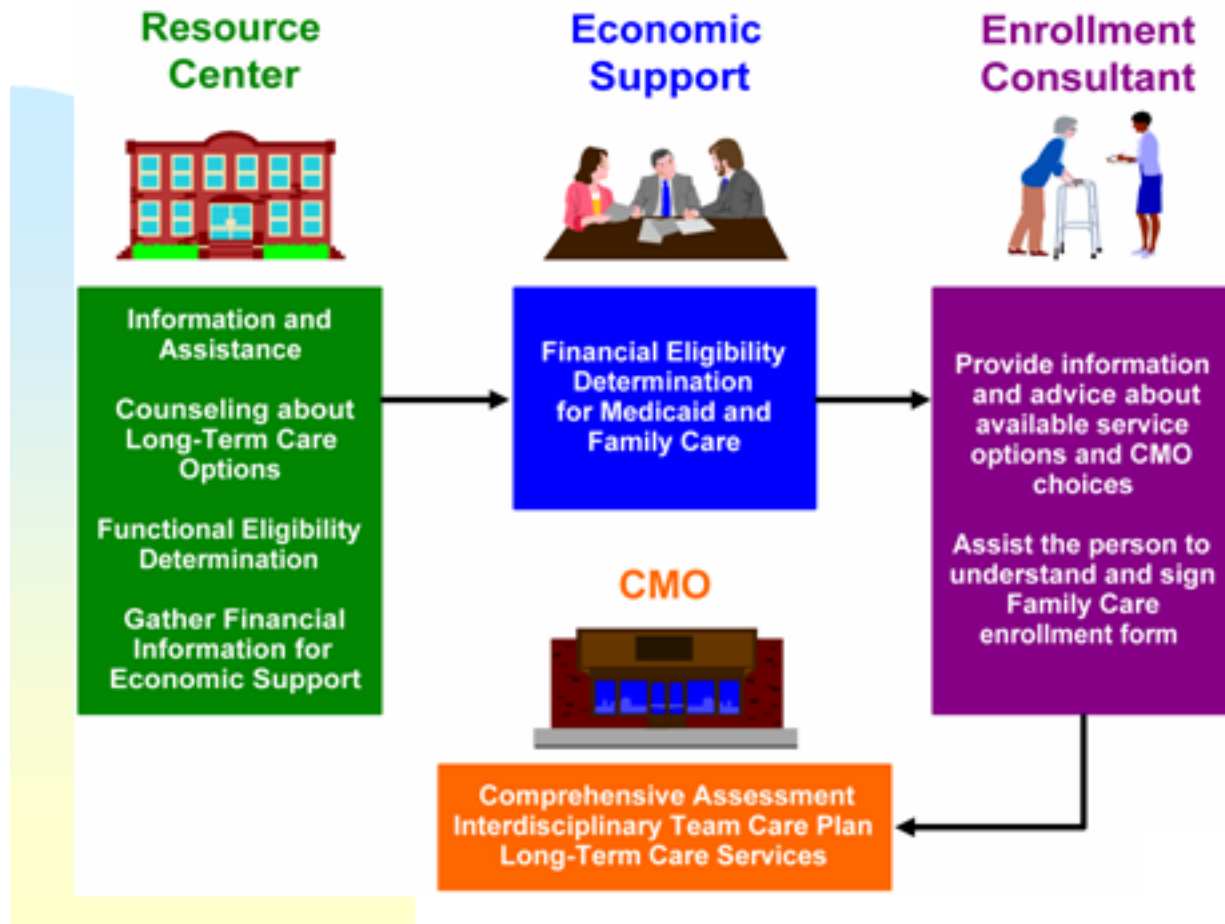 Resource
Center
Economic
Support
Enrollment
Consultant
Information and
Assistance
Counseling about
Long-Term Care
Options
Functional Eligibility
Determination
Gather Financial
Information for
Economic Support
Financial Eligibility
Determination
for Medicaid and
Family Care
Provide information
and advice about
available service
options and CMO
choices
Assist the person to
understand and sign
Family Care
enrollment form
CMO
Comprehensive Assessment
Interdisciplinary Team Care Plan
Long-Term Care Services